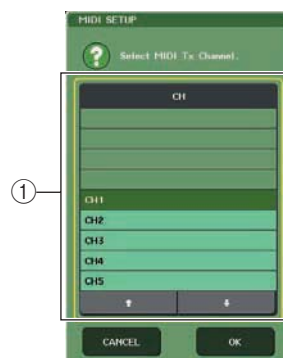 MIDI SETUP
?
Select MIDI Tx Channel.
CH
①
CH1
CH2
CH3
CH4
CH5
CANCEL
OK